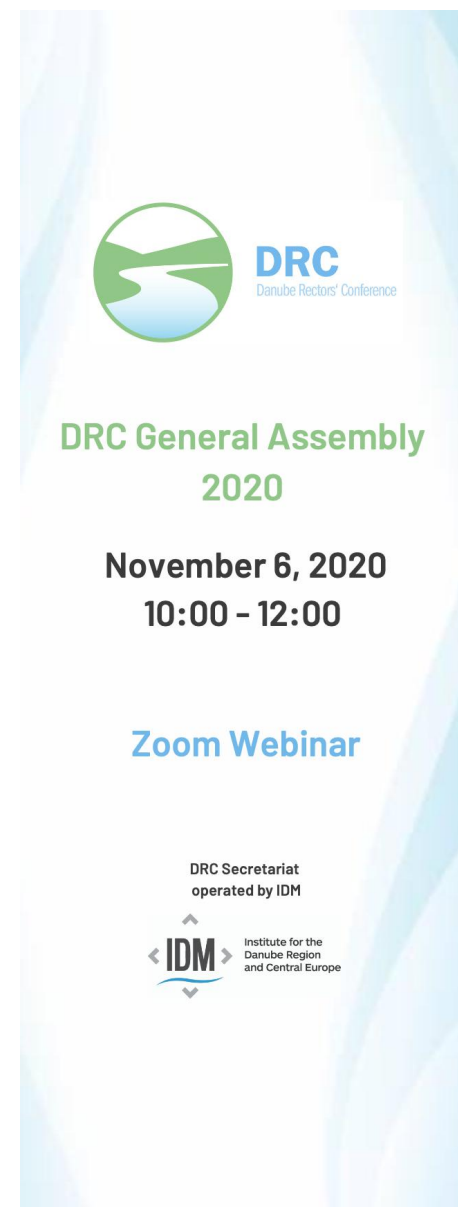 DRC
Danube Rectors' Conference
DRC General Assembly
2020
November 6, 2020
10:00 - 12:00
Zoom Webinar
DRC Secretariat
operated by IDM
IDM
Institute for the
Danube Region
and Central Europe